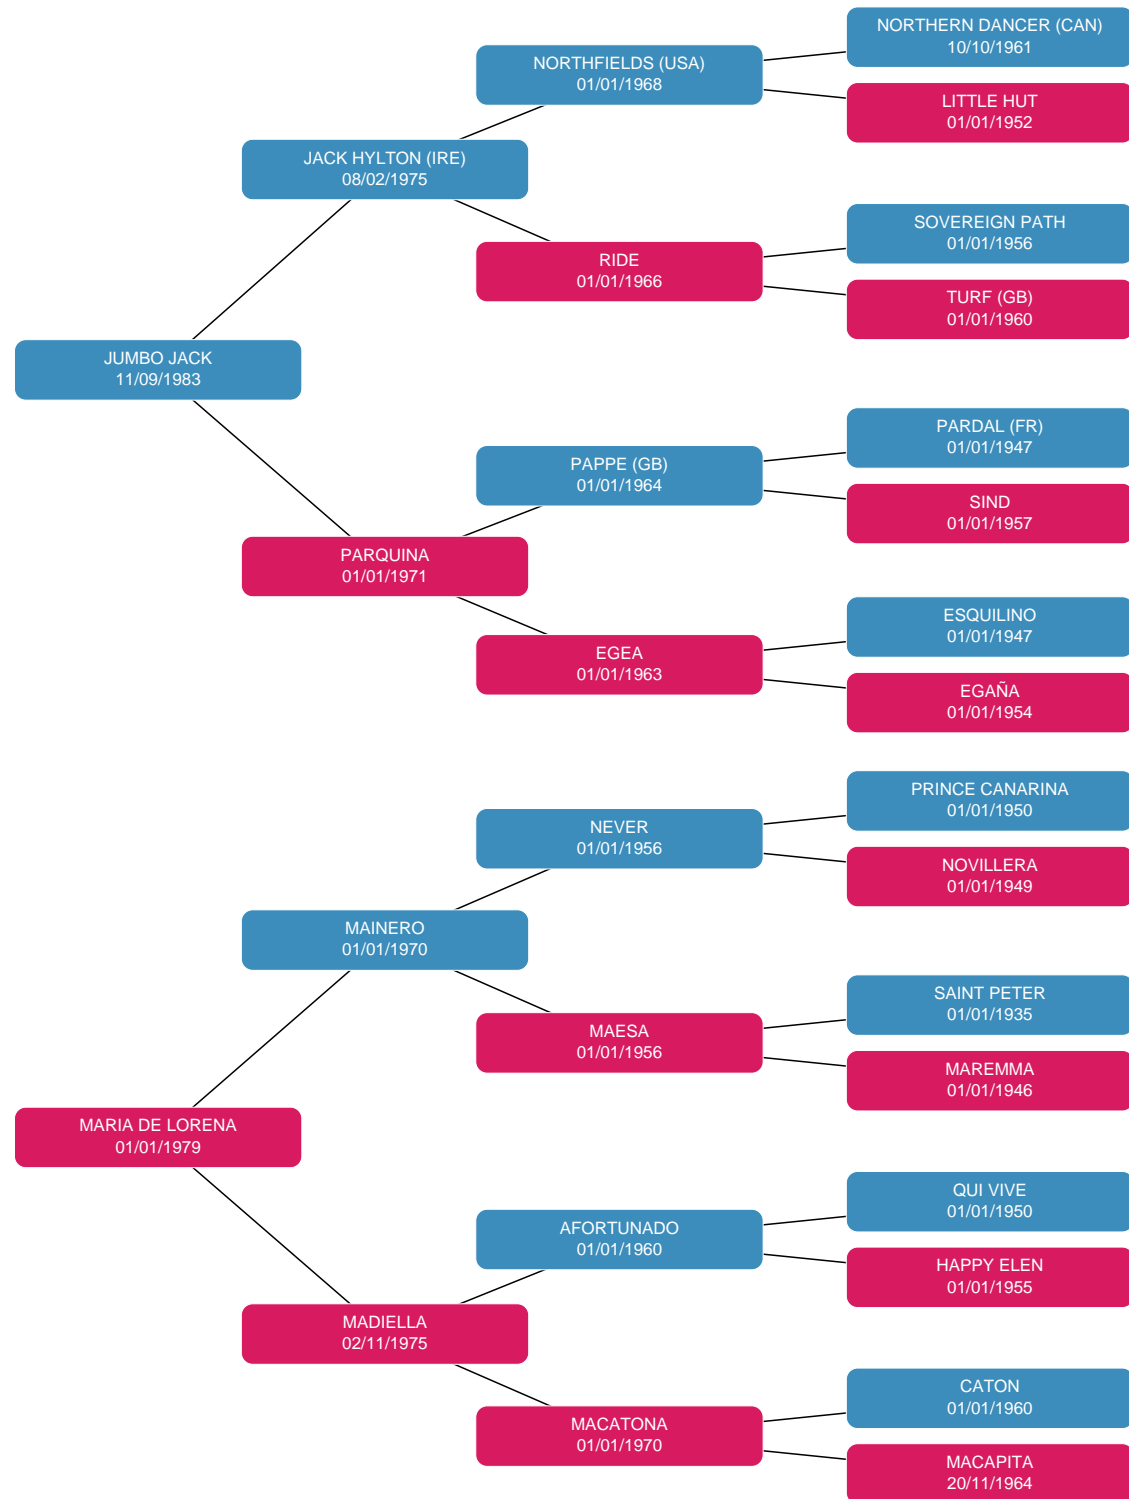 NORTHERN DANCER (CAN)
10/10/1961
NORTHFIELDS (USA)
01/01/1968
LITTLE HUT
01/01/1952
JACK HYLTON (IRE)
08/02/1975
SOVEREIGN PATH
01/01/1956
RIDE
01/01/1966
TURF (GB)
01/01/1960
JUMBO JACK
11/09/1983
PARDAL (FR)
01/01/1947
PAPPE (GB)
01/01/1964
SIND
01/01/1957
PARQUINA
01/01/1971
ESQUILINO
01/01/1947
EGEA
01/01/1963
EGAÑA
01/01/1954
PRINCE CANARINA
01/01/1950
NEVER
01/01/1956
NOVILLERA
01/01/1949
MAINERO
01/01/1970
SAINT PETER
01/01/1935
MAESA
01/01/1956
MAREMMA
01/01/1946
MARIA DE LORENA
01/01/1979
QUI VIVE
01/01/1950
AFORTUNADO
01/01/1960
HAPPY ELEN
01/01/1955
MADIELLA
02/11/1975
CATON
01/01/1960
MACATONA
01/01/1970
MACAPITA
20/11/1964